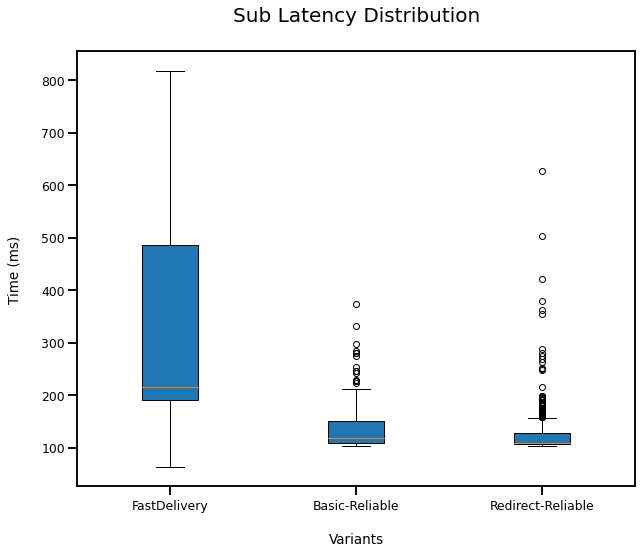 Sub Latency Distribution
800
700
600
500
400
300
200
100
Time (ms)
FastDelivery Basic-Reliable Redirect-Reliable
Variants